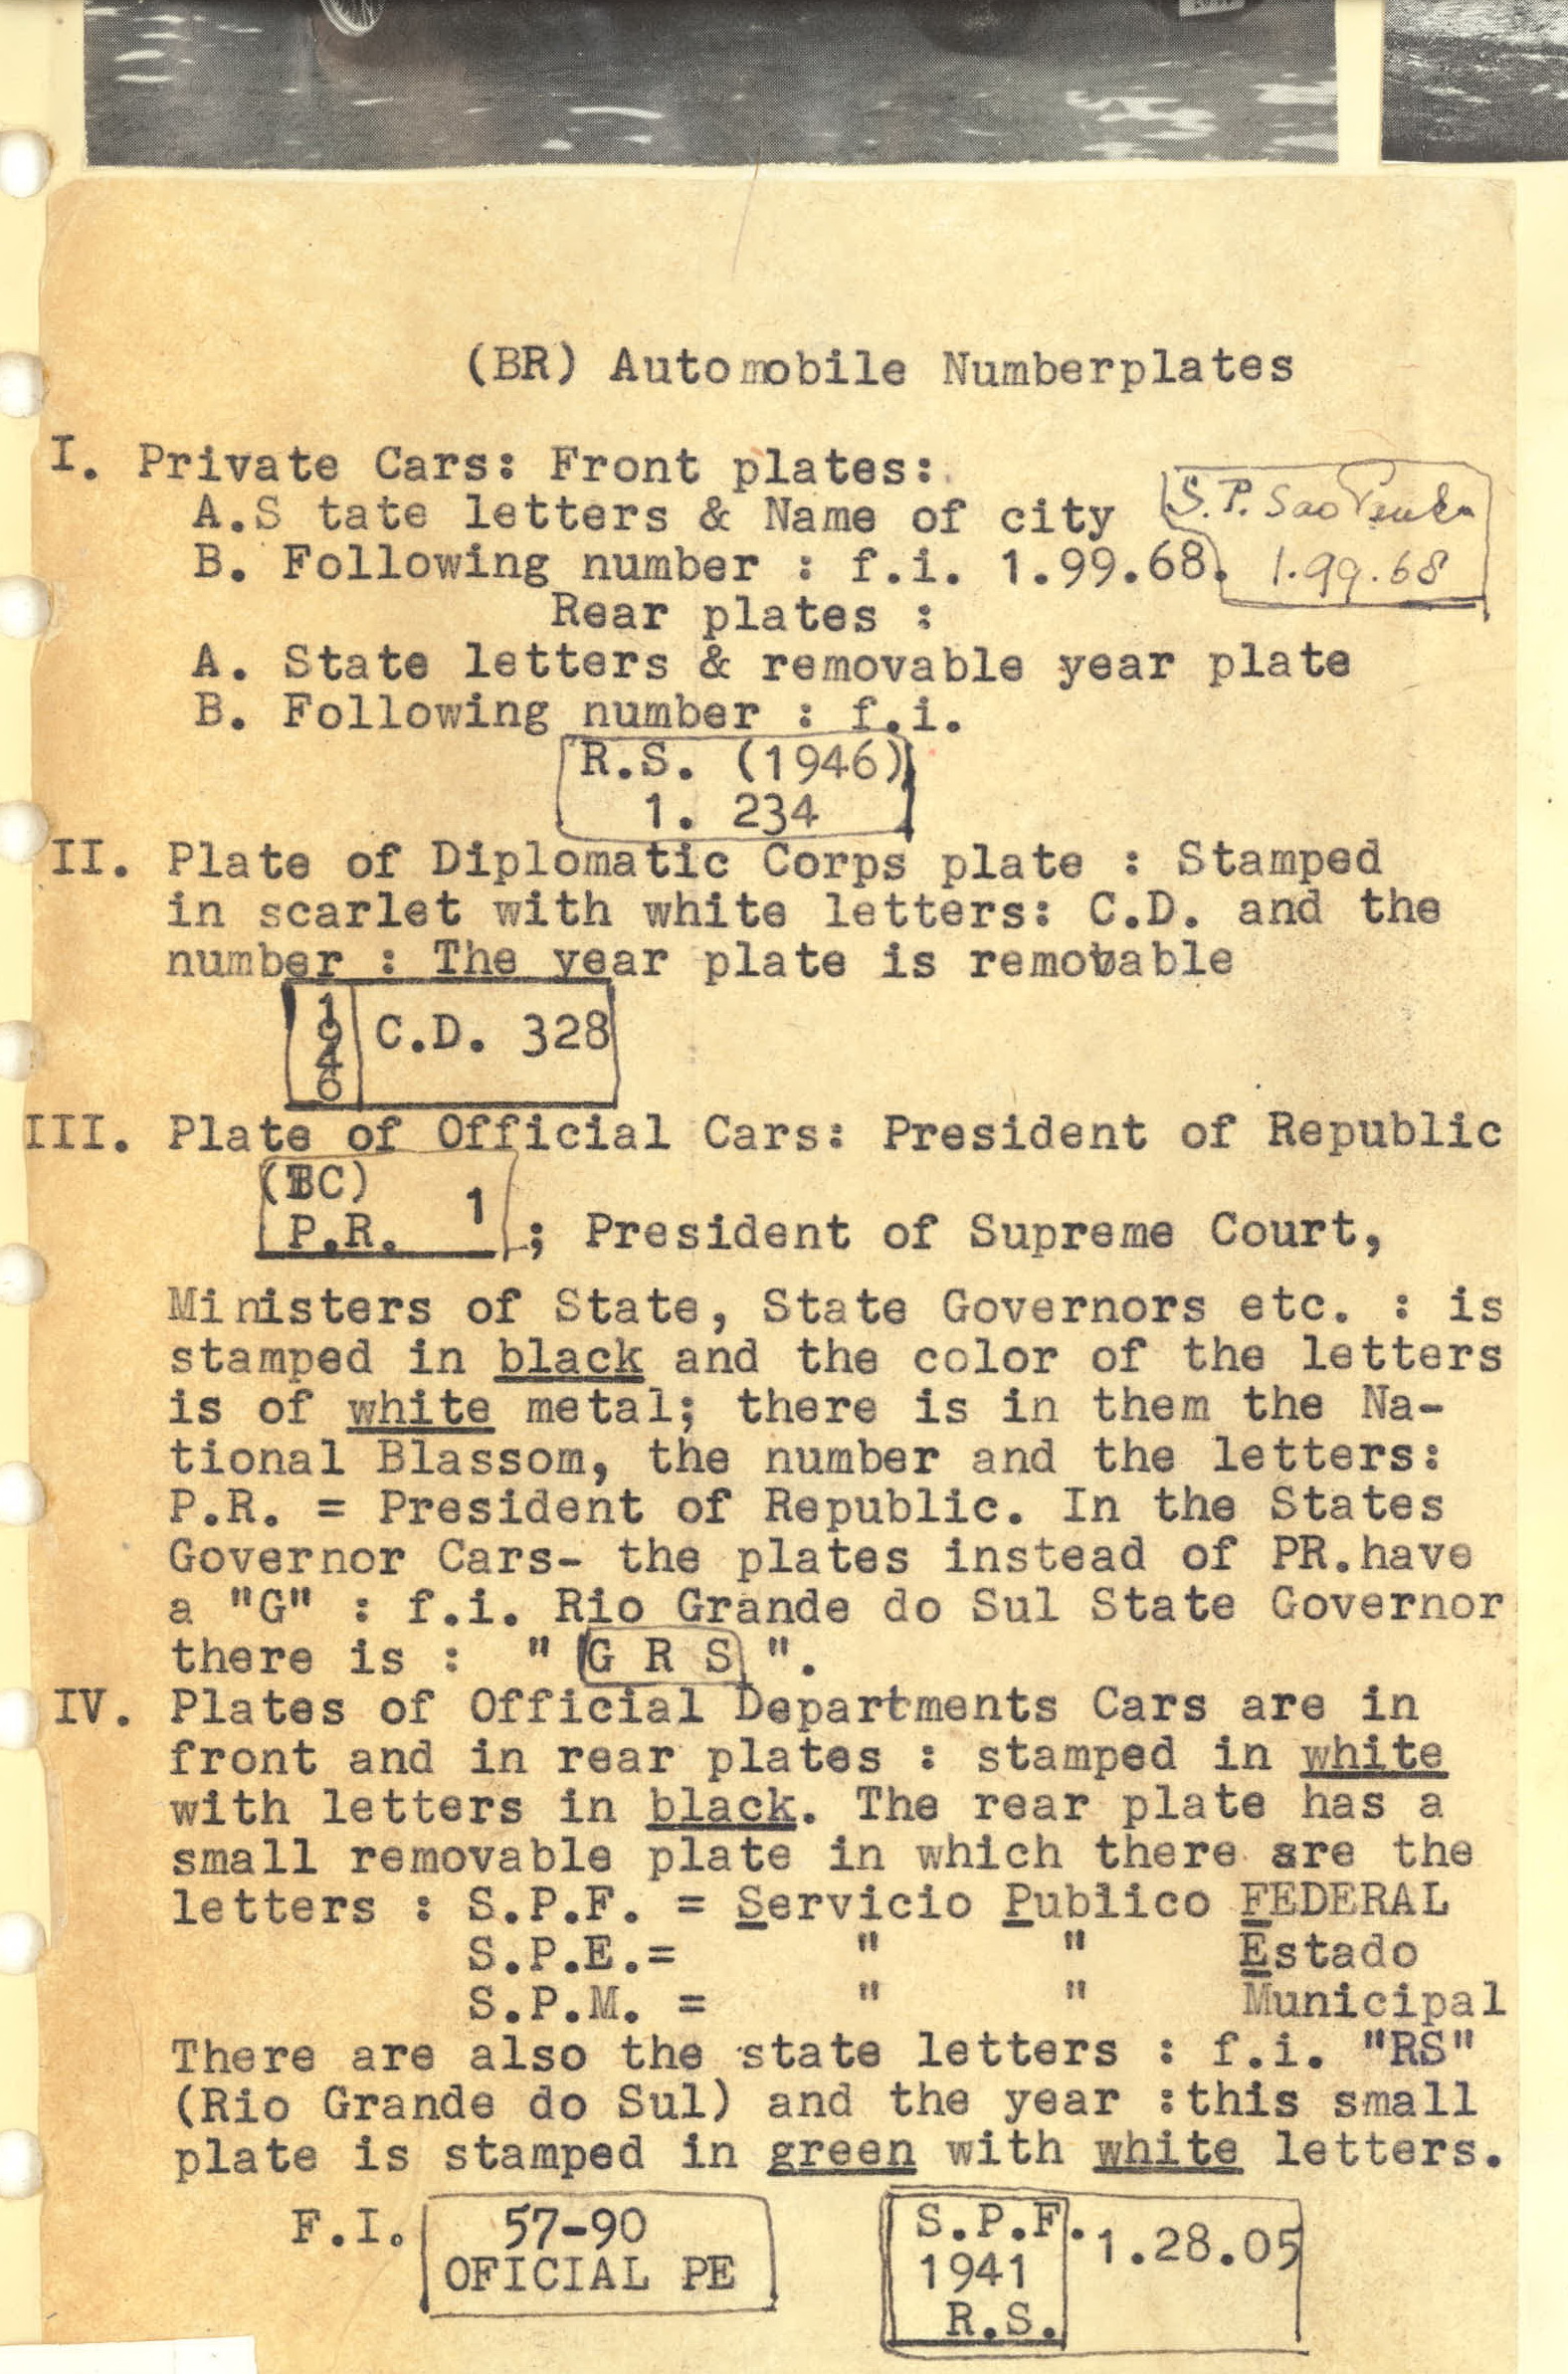 (BR) Automobile Numberplates
I. Private Cars: Front plates:
A.S tate letters & Name of city
S.P. Sao Paulo
B. Following number : f.i. 1.99.68.
1.99.68
Rear plates :
A. State letters & removable year plate
B. Following number : f.i.
R.S. (1946)
1. 234
II. Plate of Diplomatic Corps plate : Stamped
in scarlet with white letters: C.D. and the
number : The year plate is removable
1946
C.D. 328
III. Plate of Official Cars: President of Republic
P.R. 1 ; President of Supreme Court,
Ministers of State, State Governors etc. : is
stamped in black and the color of the letters
is of white metal; there is in them the Na-
tional Blassom, the number and the letters:
P.R. = President of Republic. In the States
Governor Cars- the plates instead of PR.have
a "G" : f.i. Rio Grande do Sul State Governor
there is : " G R S ".
IV. Plates of Official Departments Cars are in
front and in rear plates : stamped in white
with letters in black. The rear plate has a
small removable plate in which there are the
letters : S.P.F. = Servicio Publico FEDERAL
S.P.E.= " " Estado
S.P.M. = " " Municipal
There are also the state letters : f.i. "RS"
(Rio Grande do Sul) and the year :this small
plate is stamped in green with white letters.
F.I. 57-90
OFICIAL PE
S.P.F. 1.28.05
1941
R.S.